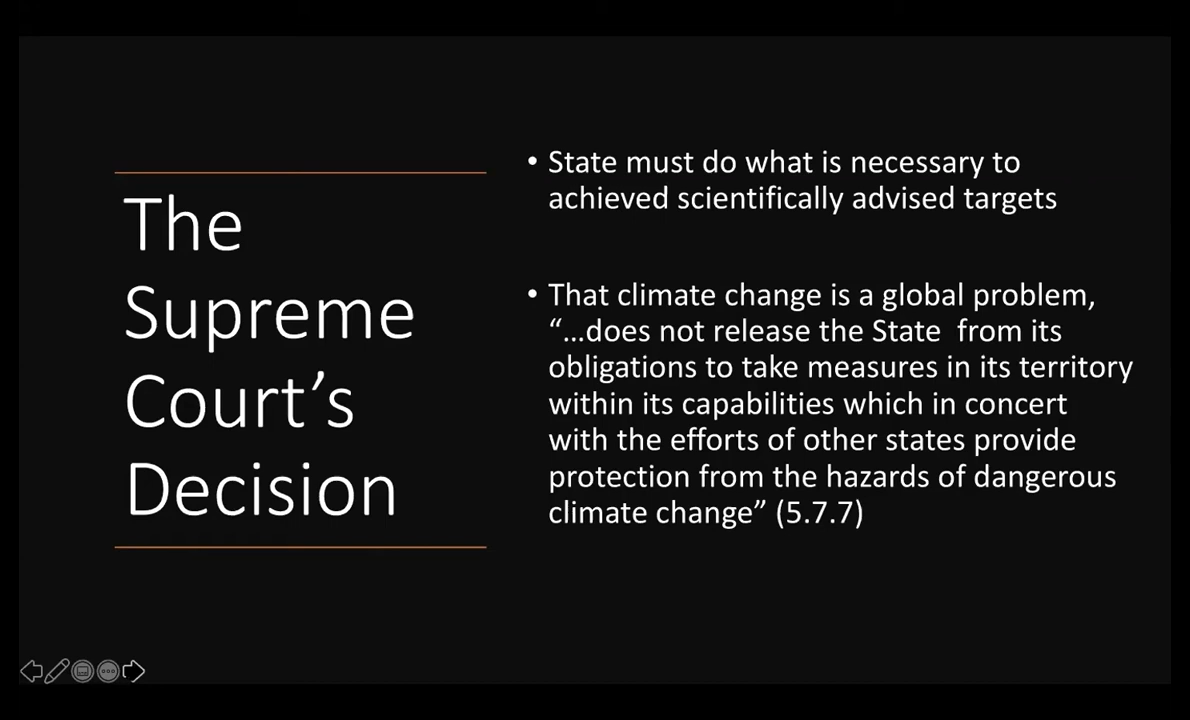 The
Supreme
Court’s
Decision
• State must do what is necessary to
achieved scientifically advised targets
• That climate change is a global problem,
“…does not release the State  from its
obligations to take measures in its territory
within its capabilities which in concert
with the efforts of other states provide
protection from the hazards of dangerous
climate change” (5.7.7)